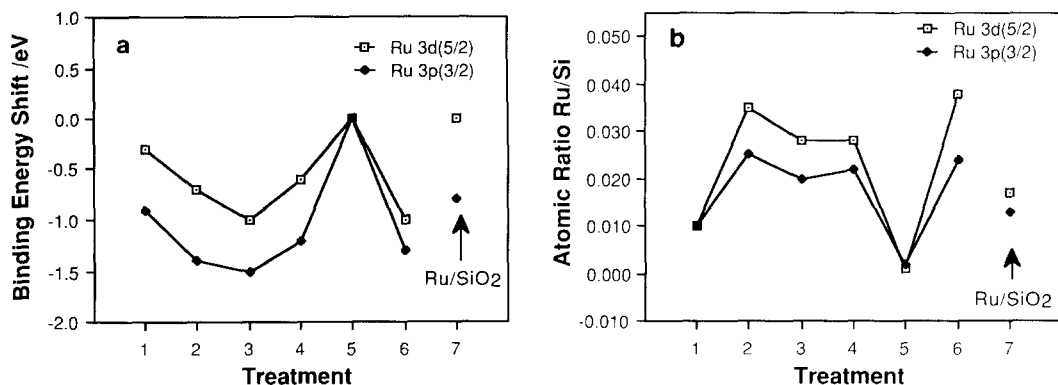 a
Ru 3d(5/2)
Ru 3p(3/2)
Binding Energy Shift /eV
1.0
0.5
0.0
-0.5
-1.0
-1.5
-2.0
Ru/SiO2
1 2 3 4 5 6 7
Treatment
b
Ru 3d(5/2)
Ru 3p(3/2)
Atomic Ratio Ru/Si
0.050
0.040
0.030
0.020
0.010
0.000
-0.010
Ru/SiO2
1 2 3 4 5 6 7
Treatment